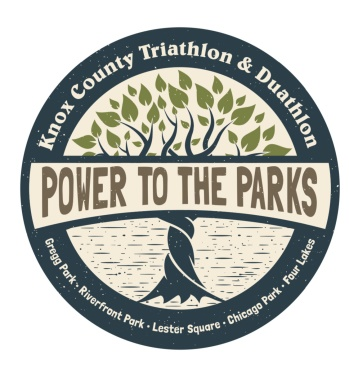 Knox County Triathlon & Duathlon
POWER TO THE PARKS
Gregg Park · Riverfront Park · Lester Square · Chicago Park · Four Lakes